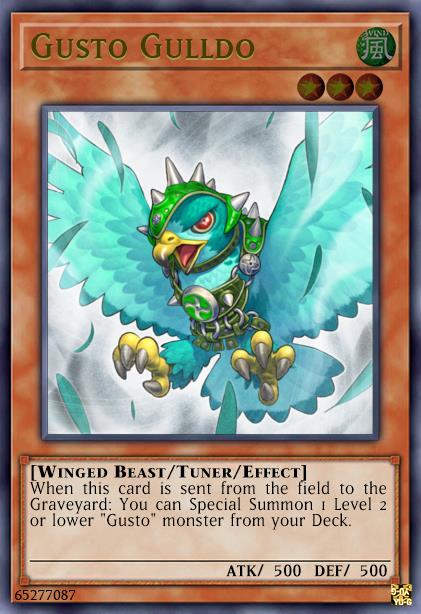 Gusto Gulldo
WIND
風
[Winged Beast/Tuner/Effect]
When this card is sent from the field to the
Graveyard: You can Special Summon 1 Level 2
or lower "Gusto" monster from your Deck.
ATK/ 500 DEF/ 500
65277087